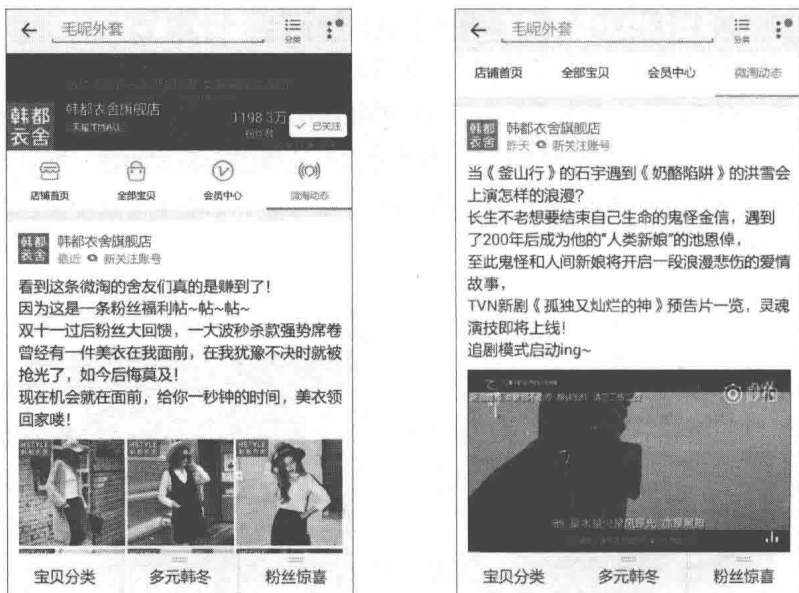 毛呢外套
分类
韩都
衣舍
韩都衣舍旗舰店
天猫TMALL
1198.3万
粉丝数
已关注
店铺首页
全部宝贝
会员中心
微淘动态
韩都
衣舍
韩都衣舍旗舰店
最近 新关注账号
看到这条微淘的舍友们真的是赚到了!
因为这是一条粉丝福利帖~帖~帖~
双十一过后粉丝大回馈,一大波秒杀款强势席卷
曾经有一件美衣在我面前,在我犹豫不决时就被
抢光了,如今后悔莫及!
现在机会就在面前,给你一秒钟的时间,美衣领
回家喽!
HSTYLE
韩都衣舍
HSTYLE
韩都衣舍
HSTYLE
韩都衣舍
宝贝分类
多元韩冬
粉丝惊喜
毛呢外套
分类
店铺首页
全部宝贝
会员中心
微淘动态
韩都
衣舍
韩都衣舍旗舰店
昨天 新关注账号
当《釜山行》的石宇遇到《奶酪陷阱》的洪雪会
上演怎样的浪漫?
长生不老想要结束自己生命的鬼怪金信,遇到
了200年后成为他的"人类新娘"的池恩倬,
至此鬼怪和人间新娘将开启一段浪漫悲伤的爱情
故事,
TVN新剧《孤独又灿烂的神》预告片一览,灵魂
演技即将上线!
追剧模式启动ing~
宝贝分类
多元韩冬
粉丝惊喜